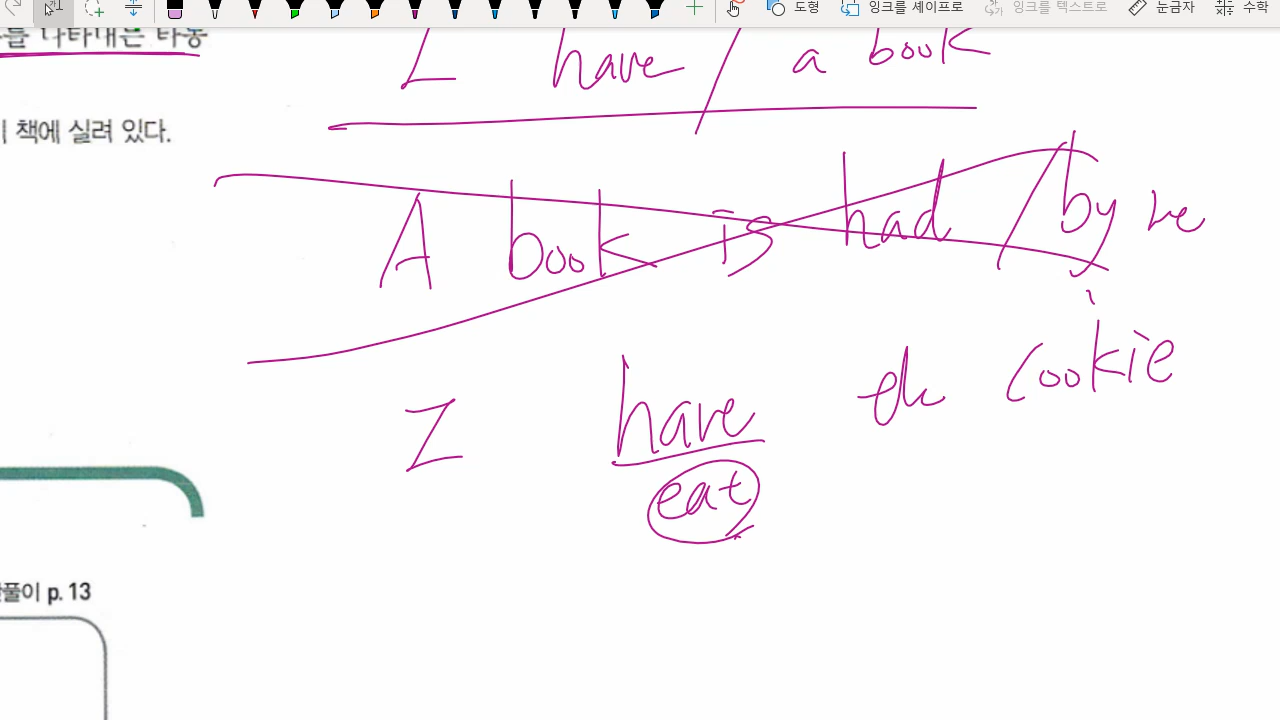 도형 잉크를 셰이프로 잉크를 텍스트로 눈금자 수학
를 나타내는 타동
I have / a book
책에 실려 있다.
A book is had / by me
I have the cookie
eat
풀이 p. 13